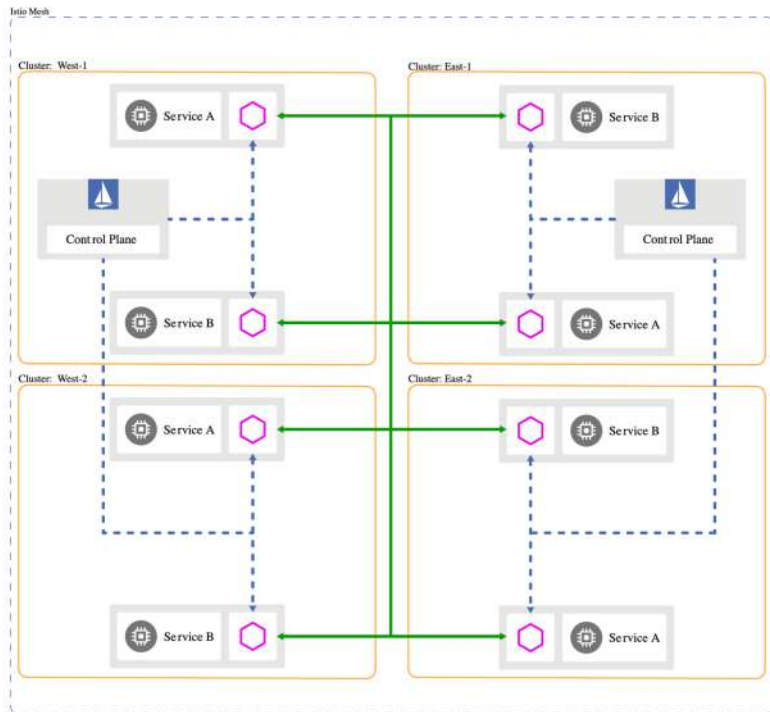 Istio Mesh
Cluster: West-1
Cluster: East-1
Service A
Service B
Control Plane
Control Plane
Service B
Service A
Cluster: West-2
Cluster: East-2
Service A
Service B
Service B
Service A